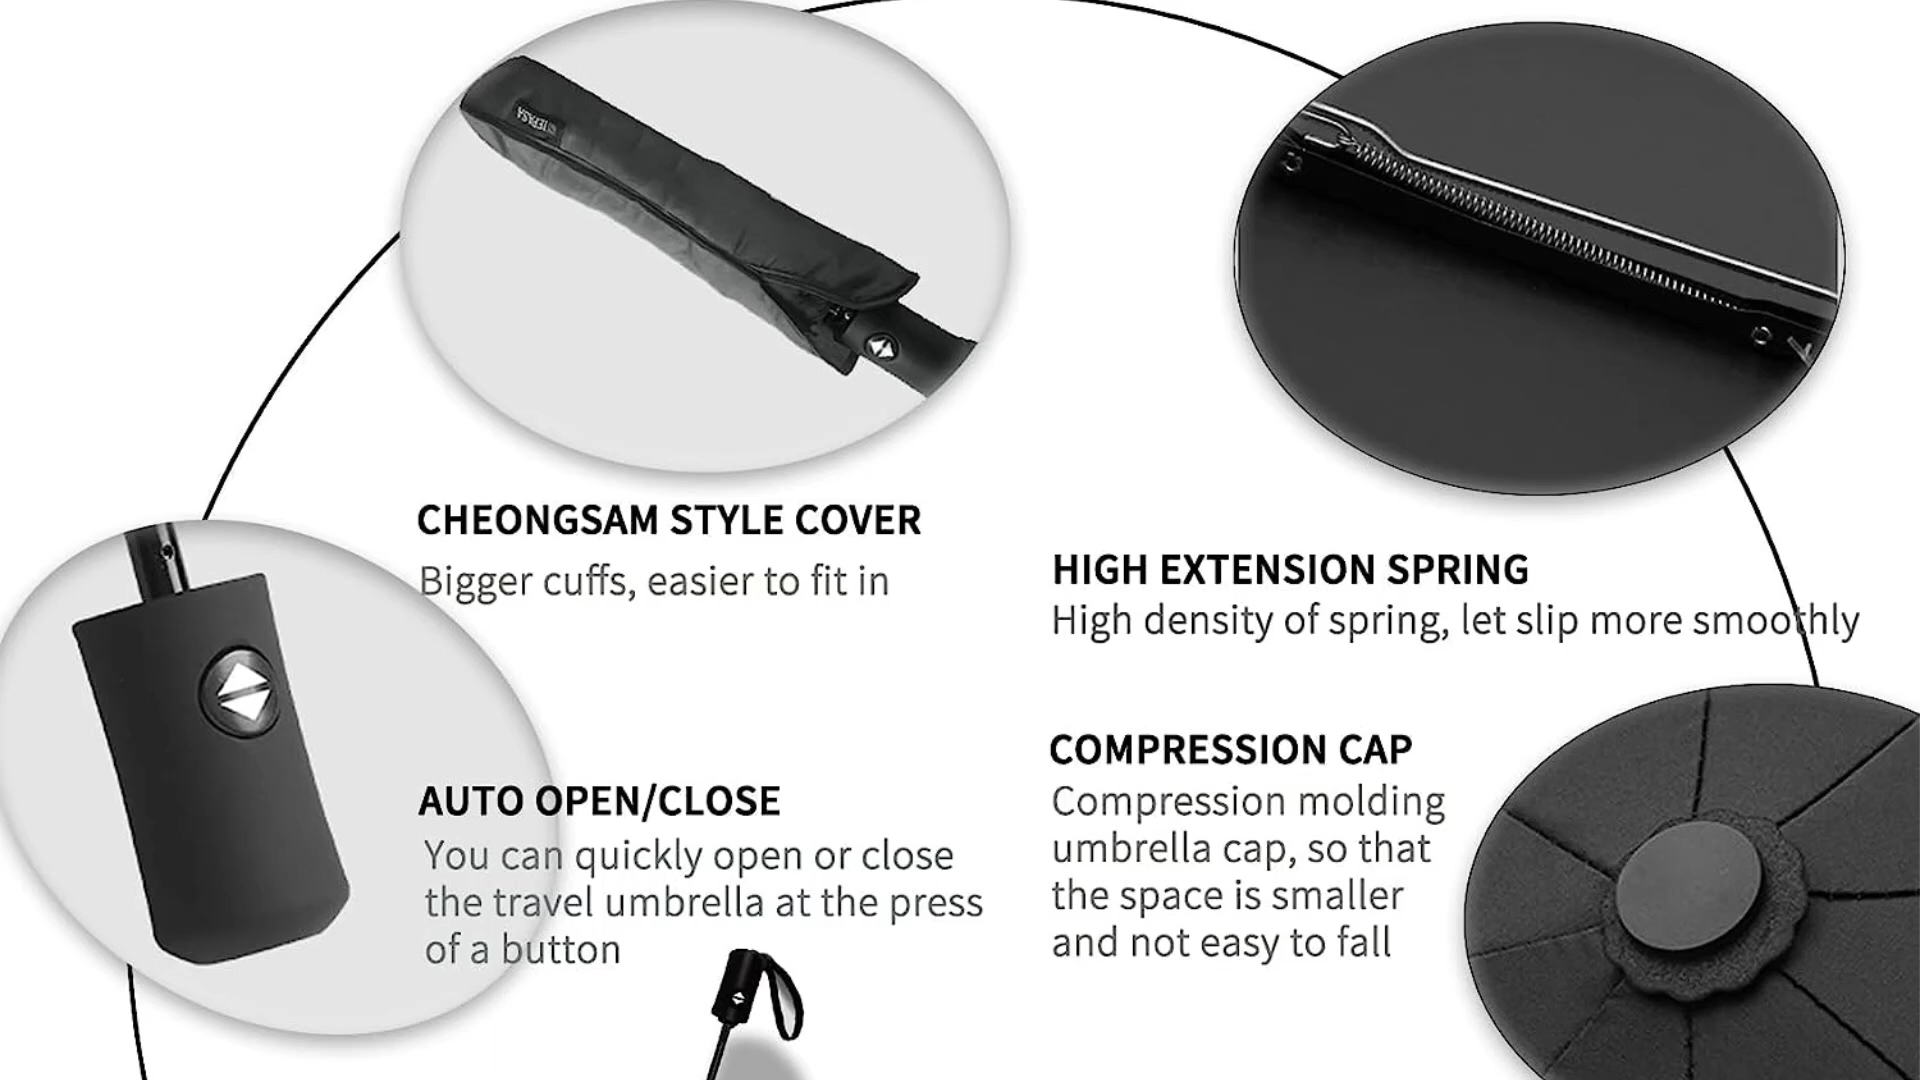 CHEONGSAM STYLE COVER
Bigger cuffs, easier to fit in
HIGH EXTENSION SPRING
High density of spring, let slip more smoothly
AUTO OPEN/CLOSE
You can quickly open or close
the travel umbrella at the press
of a button
COMPRESSION CAP
Compression molding
umbrella cap, so that
the space is smaller
and not easy to fall